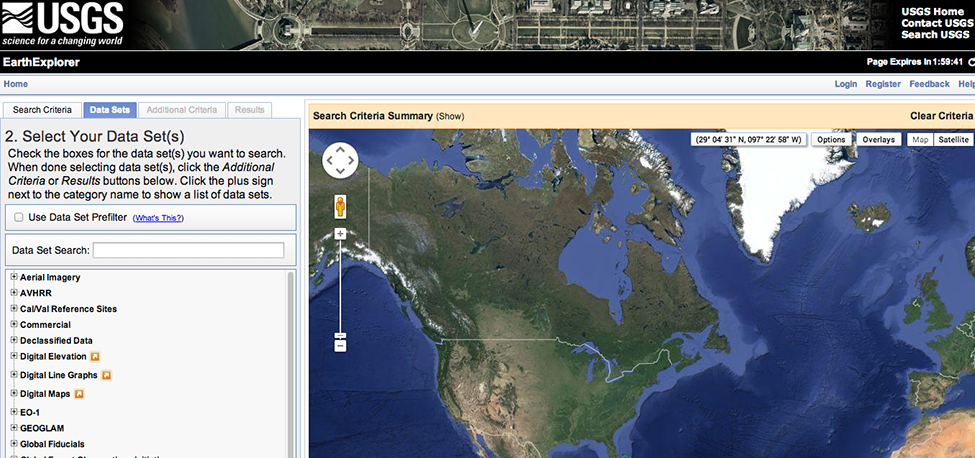 USGS
science for a changing world
USGS Home
Contact USGS
Search USGS
EarthExplorer
Page Expires In 1:59:41
Home
Login Register Feedback Help
Search Criteria Data Sets Additional Criteria Results
2. Select Your Data Set(s)
Check the boxes for the data set(s) you want to search.
When done selecting data set(s), click the Additional
Criteria or Results buttons below. Click the plus sign
next to the category name to show a list of data sets.
Use Data Set Prefilter (What's This?)
Data Set Search:
Aerial Imagery
AVHRR
Cal/Val Reference Sites
Commercial
Declassified Data
Digital Elevation
Digital Line Graphs
Digital Maps
EO-1
GEOGLAM
Global Fiducials
Search Criteria Summary (Show)
Clear Criteria
(29° 04' 31" N, 097° 22' 58" W) Options Overlays Map Satellite